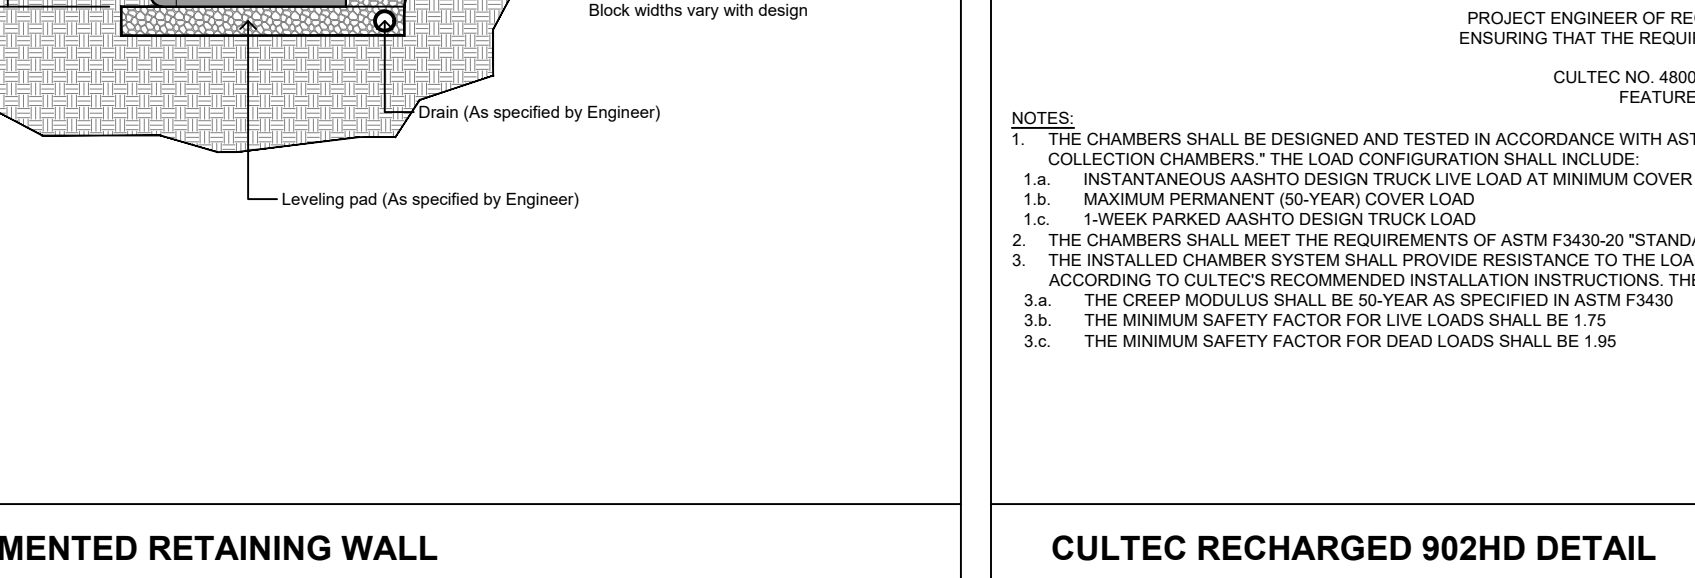 Block widths vary with design
Drain (As specified by Engineer)
Leveling pad (As specified by Engineer)
MENTED RETAINING WALL
PROJECT ENGINEER OF
ENSURING THAT THE
CULTEC NO. 4800
FEATURE
NOTES:
1. THE CHAMBERS SHALL BE DESIGNED AND TESTED IN ACCORDANCE WITH AST
COLLECTION CHAMBERS." THE LOAD CONFIGURATION SHALL INCLUDE:
1.a. INSTANTANEOUS AASHTO DESIGN TRUCK LIVE LOAD AT MINIMUM COVER
1.b. MAXIMUM PERMANENT (50-YEAR) COVER LOAD
1.c. 1-WEEK PARKED AASHTO DESIGN TRUCK LOAD
2. THE CHAMBERS SHALL MEET THE REQUIREMENTS OF ASTM F3430-20 "STANDA
3. THE INSTALLED CHAMBER SYSTEM SHALL PROVIDE RESISTANCE TO THE LOA
ACCORDING TO CULTEC'S RECOMMENDED INSTALLATION INSTRUCTIONS. THE
3.a. THE CREEP MODULUS SHALL BE 50-YEAR AS SPECIFIED IN ASTM F3430
3.b. THE MINIMUM SAFETY FACTOR FOR LIVE LOADS SHALL BE 1.75
3.c. THE MINIMUM SAFETY FACTOR FOR DEAD LOADS SHALL BE 1.95
CULTEC RECHARGED 902HD DETAIL